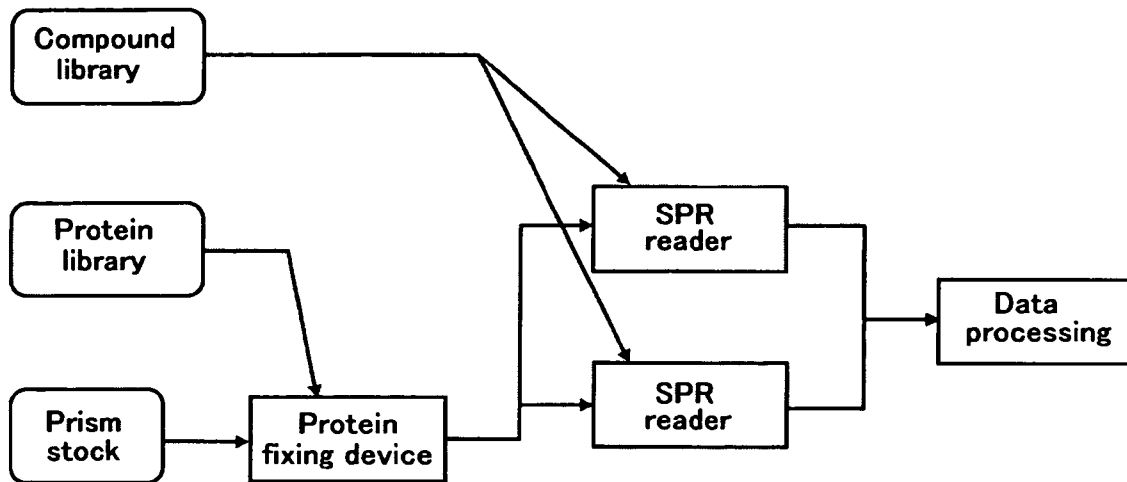 Compound
library
Protein
library
Prism
stock
Protein
fixing device
SPR
reader
SPR
reader
Data
processing